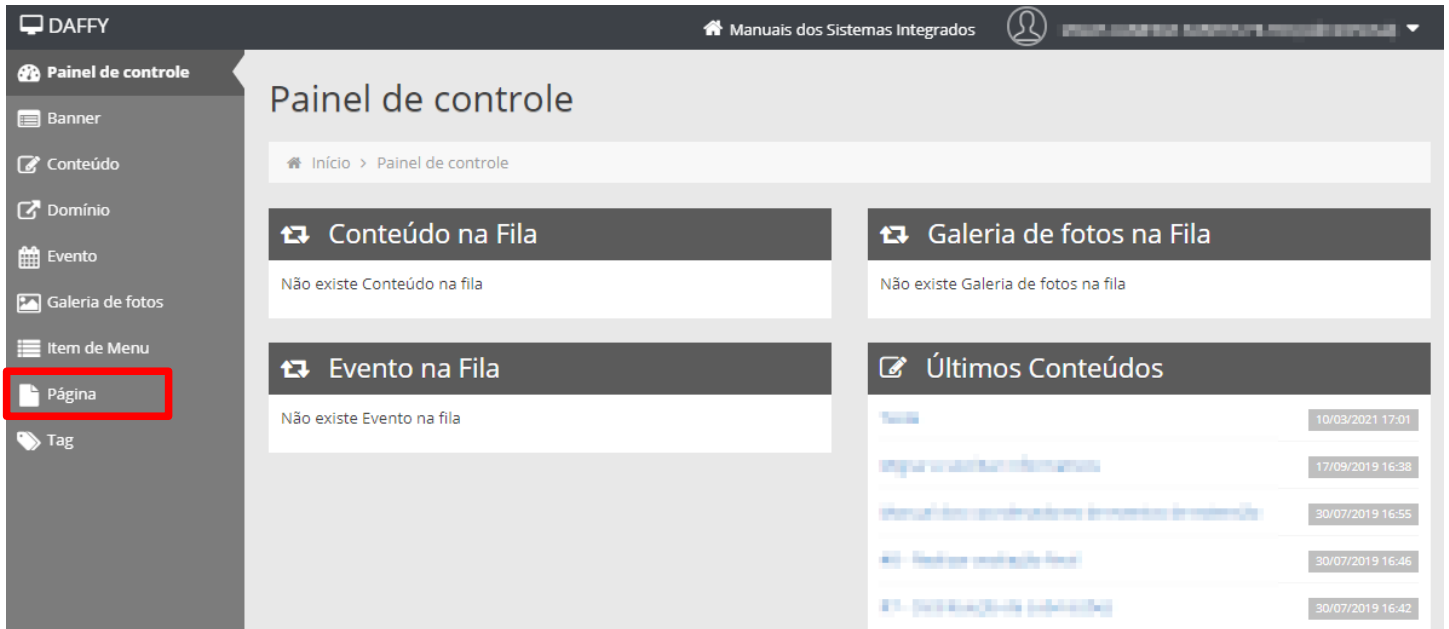 DAFFY
Manuais dos Sistemas Integrados
Painel de controle
Banner
Conteúdo
Domínio
Evento
Galeria de fotos
Item de Menu
Página
Tag
Painel de controle
Início > Painel de controle
Conteúdo na Fila
Não existe Conteúdo na fila
Galeria de fotos na Fila
Não existe Galeria de fotos na fila
Evento na Fila
Não existe Evento na fila
Últimos Conteúdos
10/03/2021 17:01
17/09/2019 16:38
30/07/2019 16:55
30/07/2019 16:46
30/07/2019 16:42